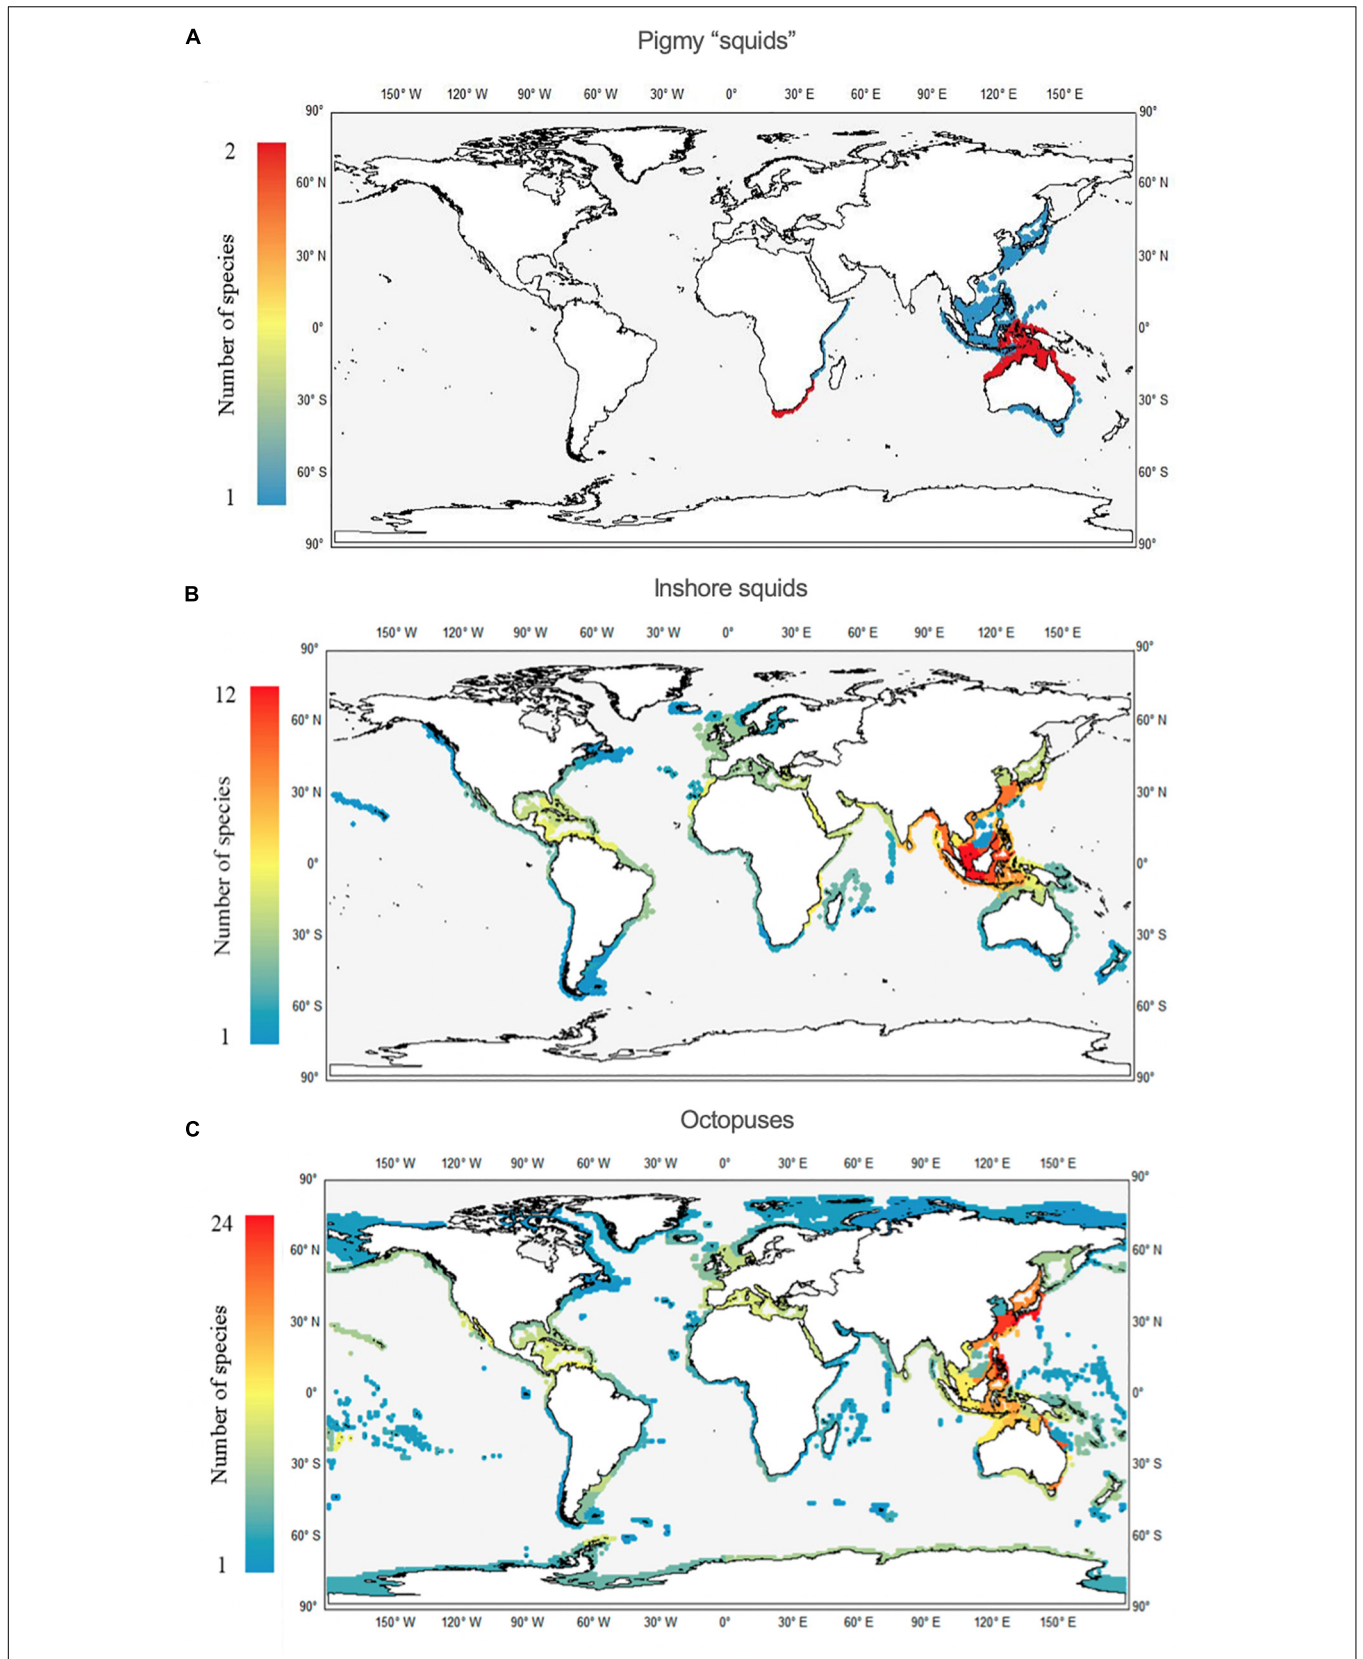 A
Pigmy “squids”
150° W 120° W 90° W 60° W 30° W 0° 30° E 60° E 90° E 120° E 150° E
90° 90°
2
60° N 60° N
30° N 30° N
Number of species
0° 0°
30° S 30° S
60° S 60° S
1
90° 90°
B
Inshore squids
150° W 120° W 90° W 60° W 30° W 0° 30° E 60° E 90° E 120° E 150° E
90° 90°
12
60° N 60° N
30° N 30° N
Number of species
0° 0°
30° S 30° S
60° S 60° S
1
90° 90°
C
Octopuses
150° W 120° W 90° W 60° W 30° W 0° 30° E 60° E 90° E 120° E 150° E
90° 90°
24
60° N 60° N
30° N 30° N
Number of species
0° 0°
30° S 30° S
60° S 60° S
1
90° 90°
150° W 120° W 90° W 60° W 30° W 0° 30° E 60° E 90° E 120° E 150° E